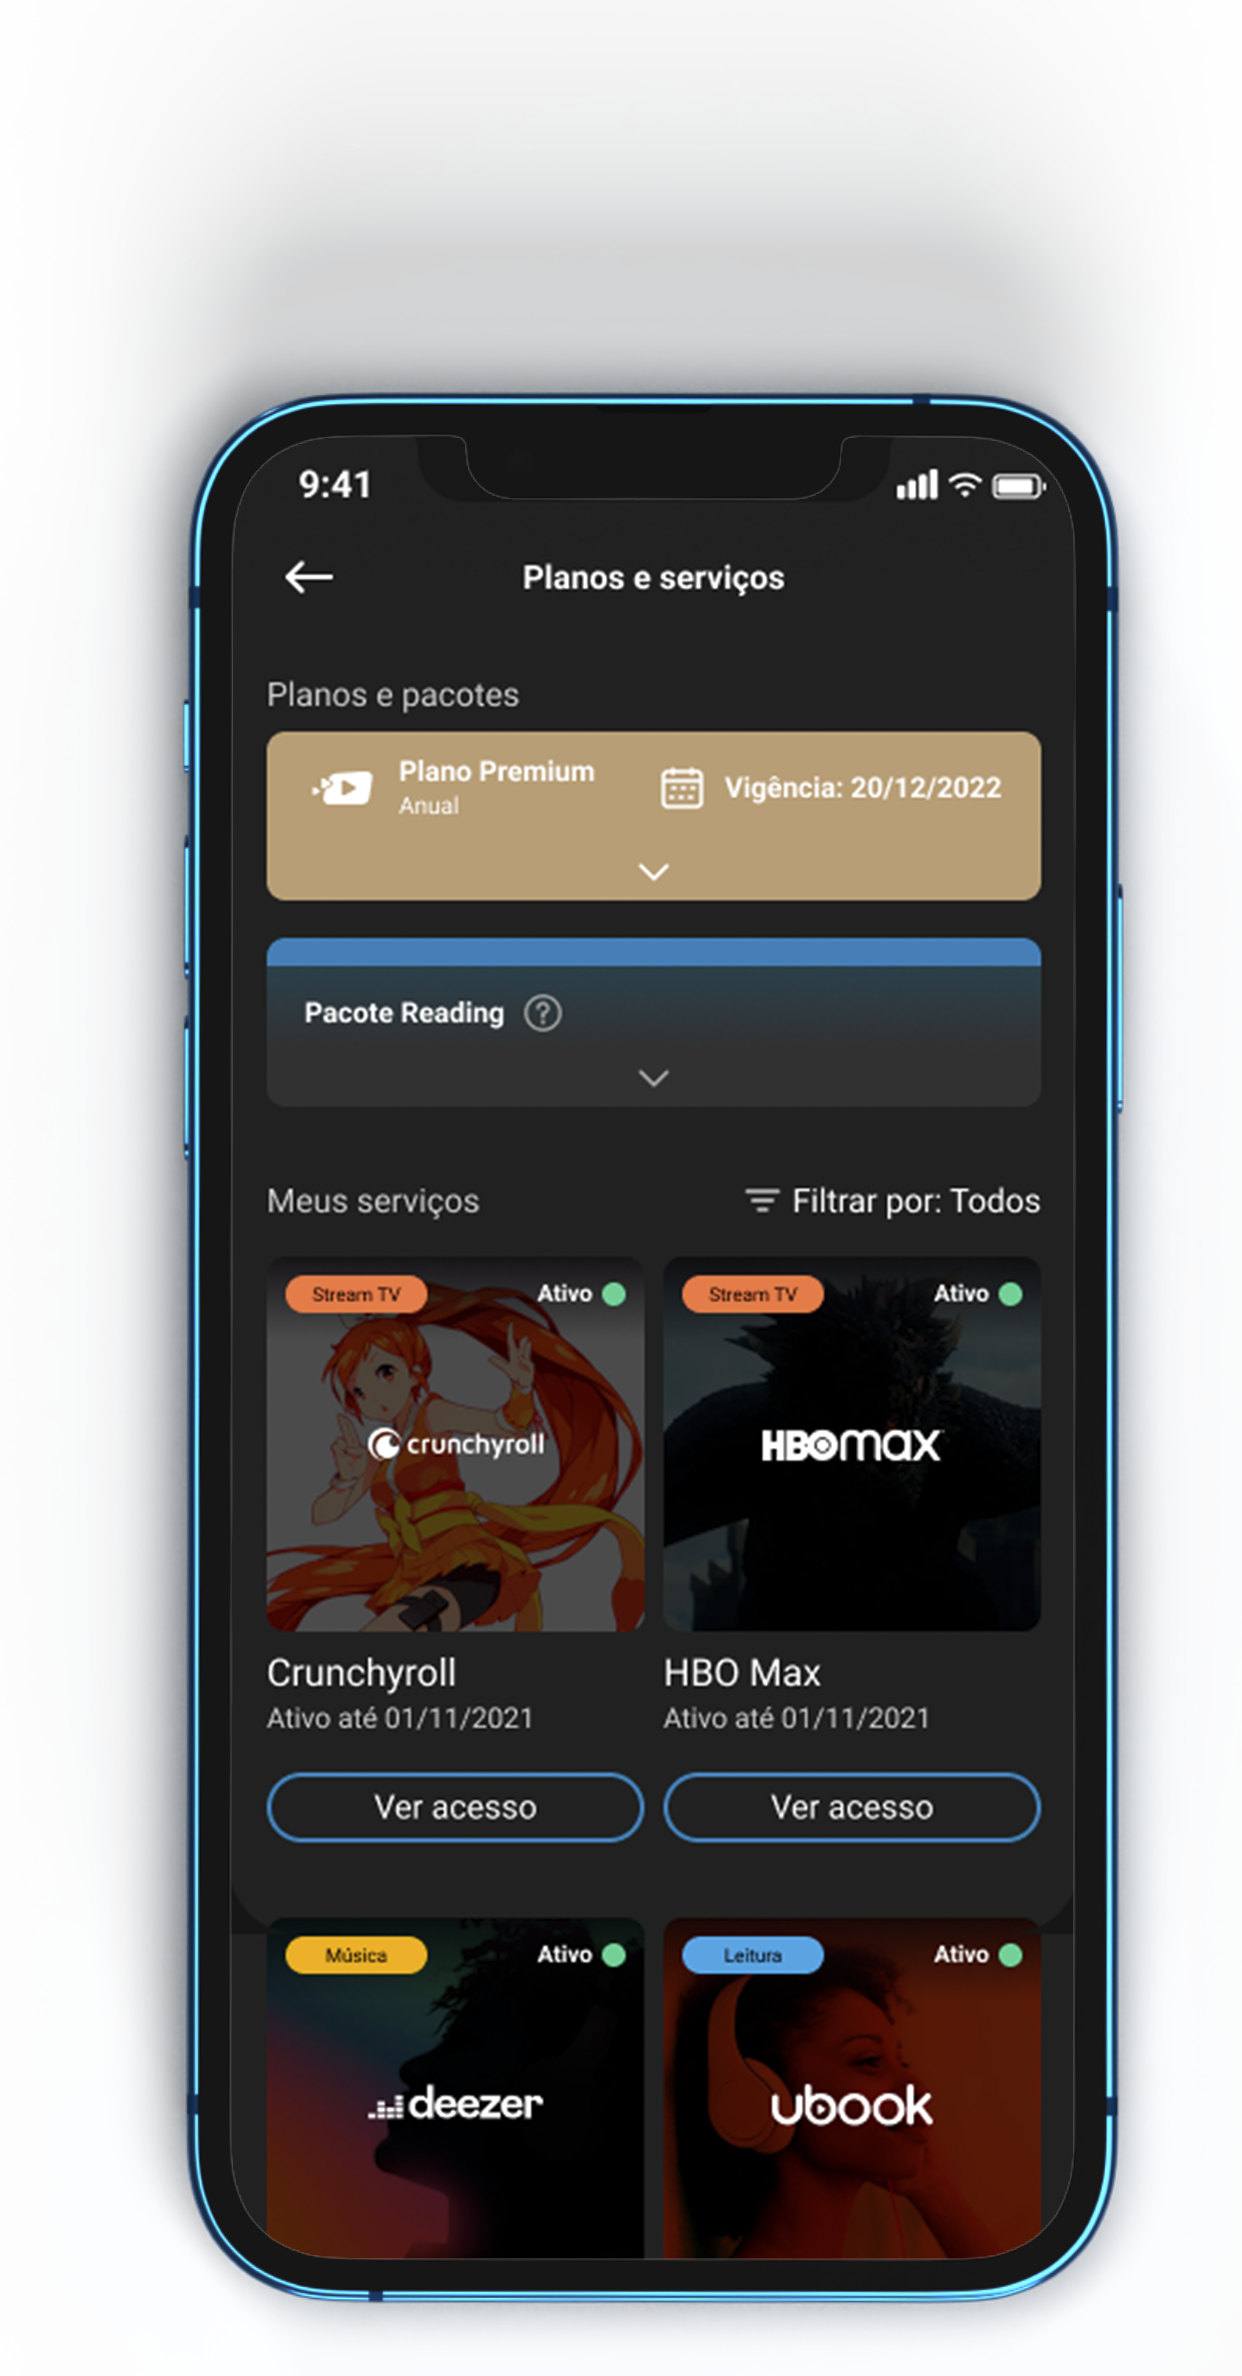 9:41
Planos e serviços
Planos e pacotes
Plano Premium
Anual
Vigência: 20/12/2022
Pacote Reading ?
Meus serviços
Filtrar por: Todos
Stream TV
Ativo
crunchyroll
Stream TV
Ativo
HBOmax
Crunchyroll
Ativo até 01/11/2021
Ver acesso
HBO Max
Ativo até 01/11/2021
Ver acesso
Música
Ativo
deezer
Leitura
Ativo
ubook